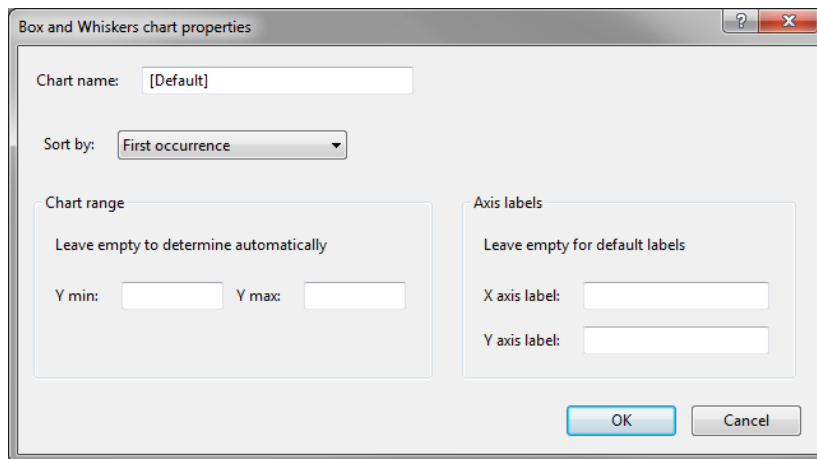 Box and Whiskers chart properties
?
Chart name: [Default]
Sort by: First occurrence
Chart range
Leave empty to determine automatically
Y min: Y max:
Axis labels
Leave empty for default labels
X axis label:
Y axis label:
OK Cancel